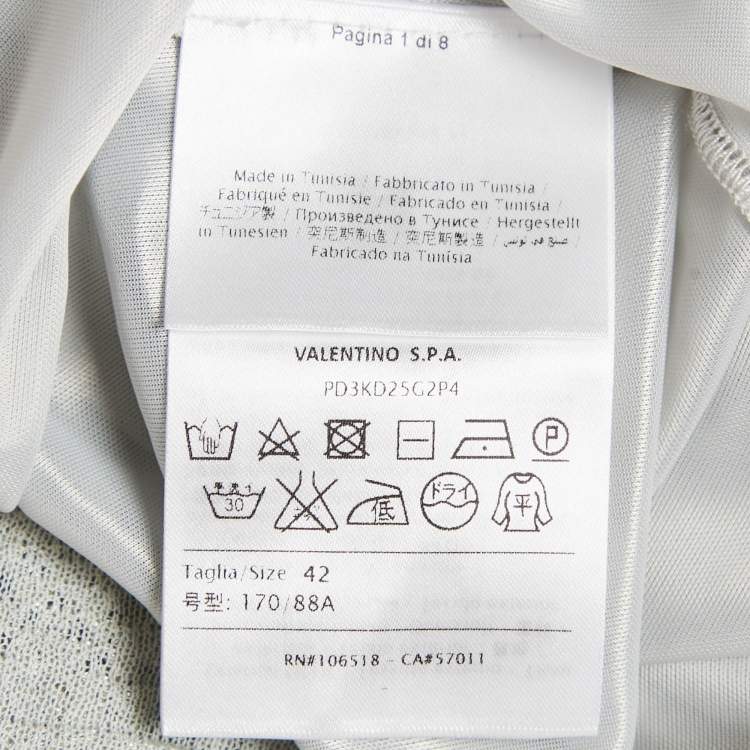 Pagina 1 di 8
Made in Tunisia / Fabbricato in Tunisia /
Fabriqué en Tunisie / Fabricado en Tunisia /
チュニジア製 / Произведено в Тунисе / Hergestellt
in Tunesien / 突尼斯制造 / 突尼斯製造 / صنع في تونس /
Fabricado na Tunísia
VALENTINO S.P.A.
PD3KD25G2P4
P
30
低
ドライ
平
Taglia/Size 42
号型: 170/88A
RN#106518 - CA#57011